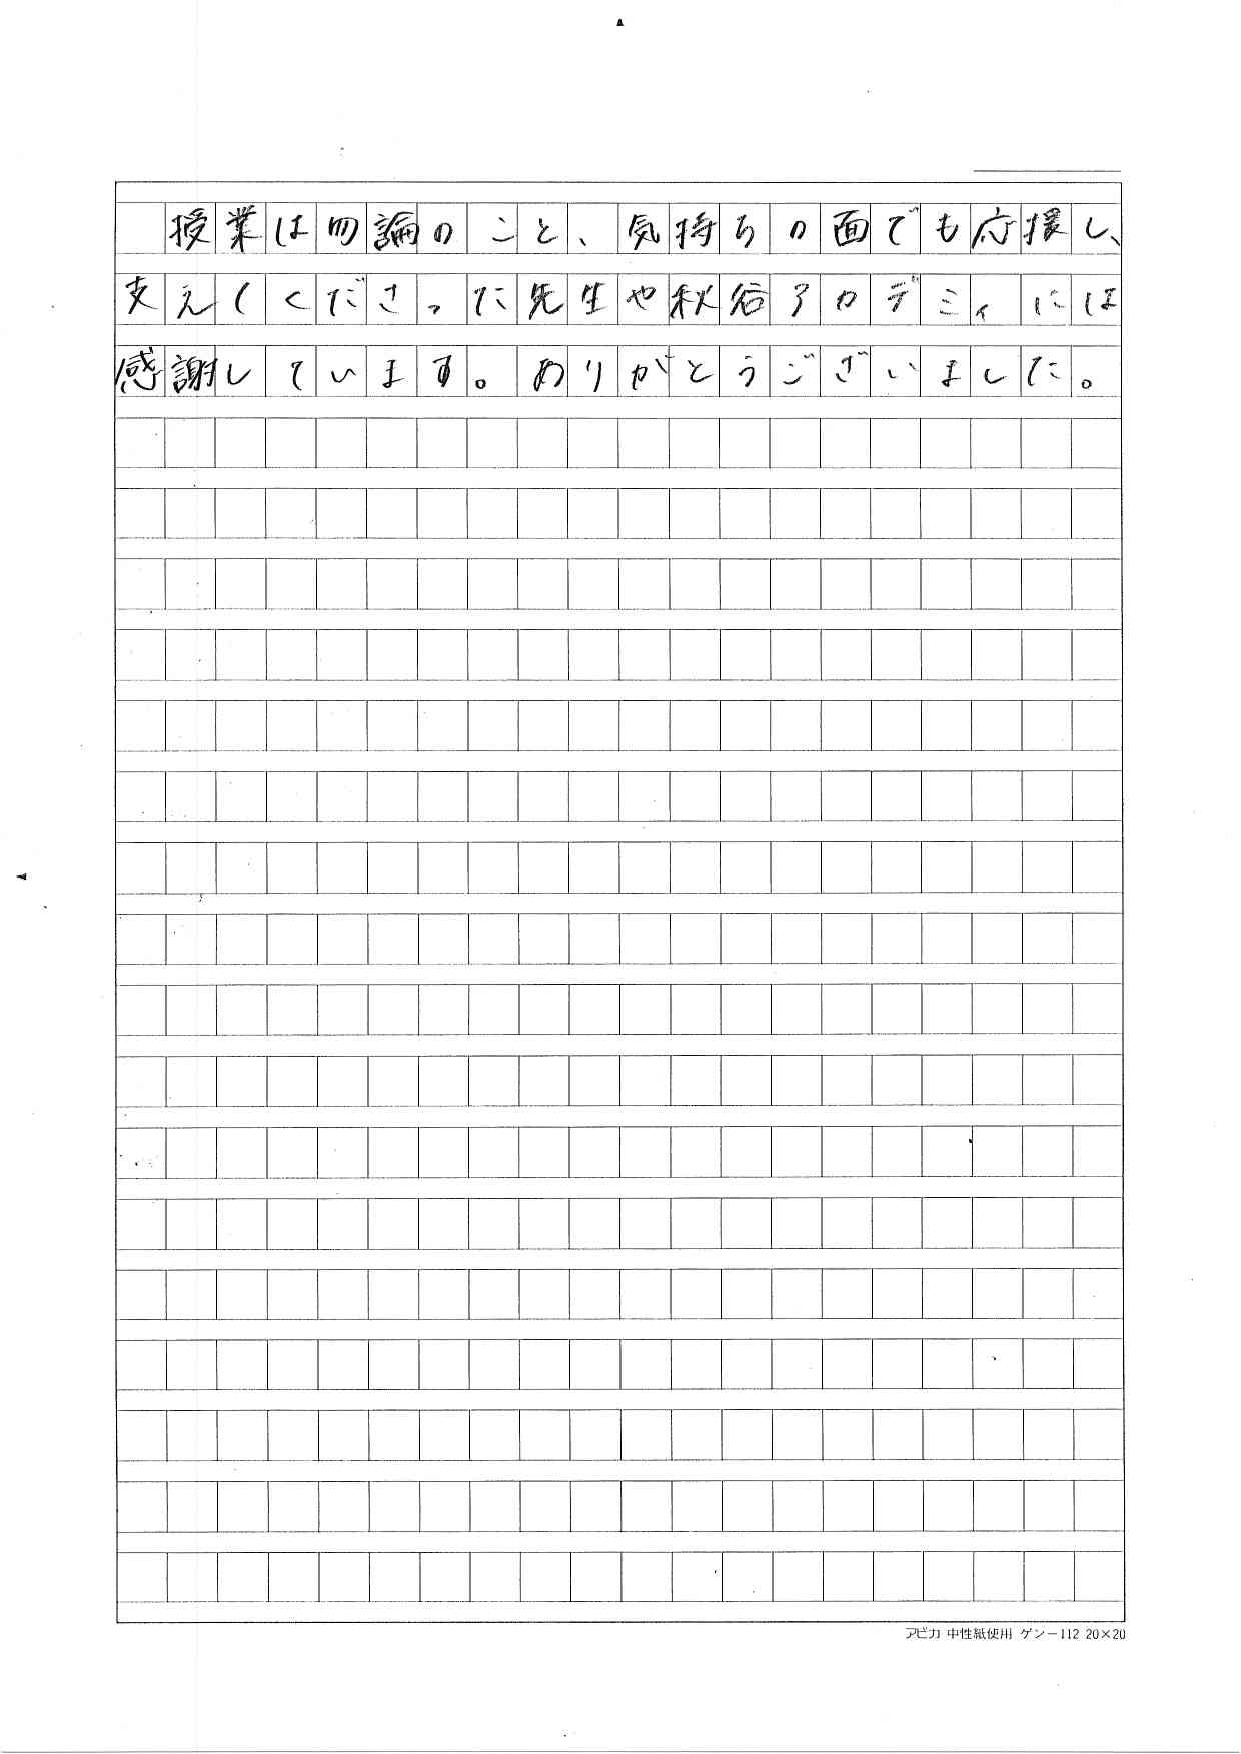 授業は勿論のこと、気持ちの面でも応援し、
支えてくださった先生や秋谷アカデミィには
感謝しています。ありがとうございました。
アピカ 中性紙使用 ゲンー112 20×20